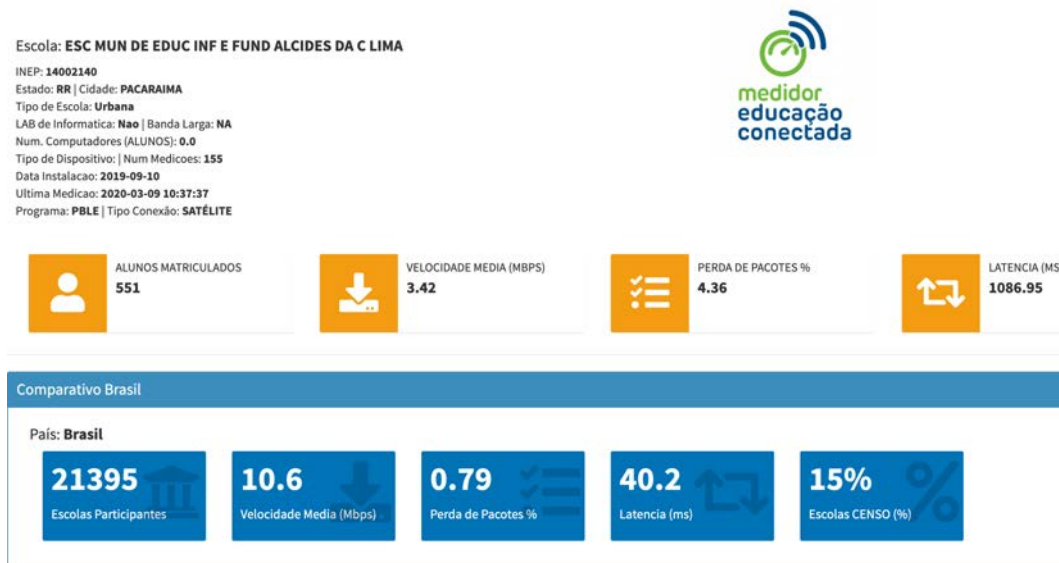 Escola: ESC MUN DE EDUC INF E FUND ALCIDES DA C LIMA
INEP: 14002140
Estado: RR | Cidade: PACARAIMA
Tipo de Escola: Urbana
LAB de Informatica: Nao | Banda Larga: NA
Num. Computadores (ALUNOS): 0.0
Tipo de Dispositivo: | Num Medicoes: 155
Data Instalacao: 2019-09-10
Ultima Medicao: 2020-03-09 10:37:37
Programa: PBLE | Tipo Conexão: SATÉLITE
medidor
educação
conectada
ALUNOS MATRICULADOS
551
VELOCIDADE MEDIA (MBPS)
3.42
PERDA DE PACOTES %
4.36
LATENCIA (MS
1086.95
Comparativo Brasil
País: Brasil
21395
Escolas Participantes
10.6
Velocidade Media (Mbps)
0.79
Perda de Pacotes %
40.2
Latencia (ms)
15%
Escolas CENSO (%)